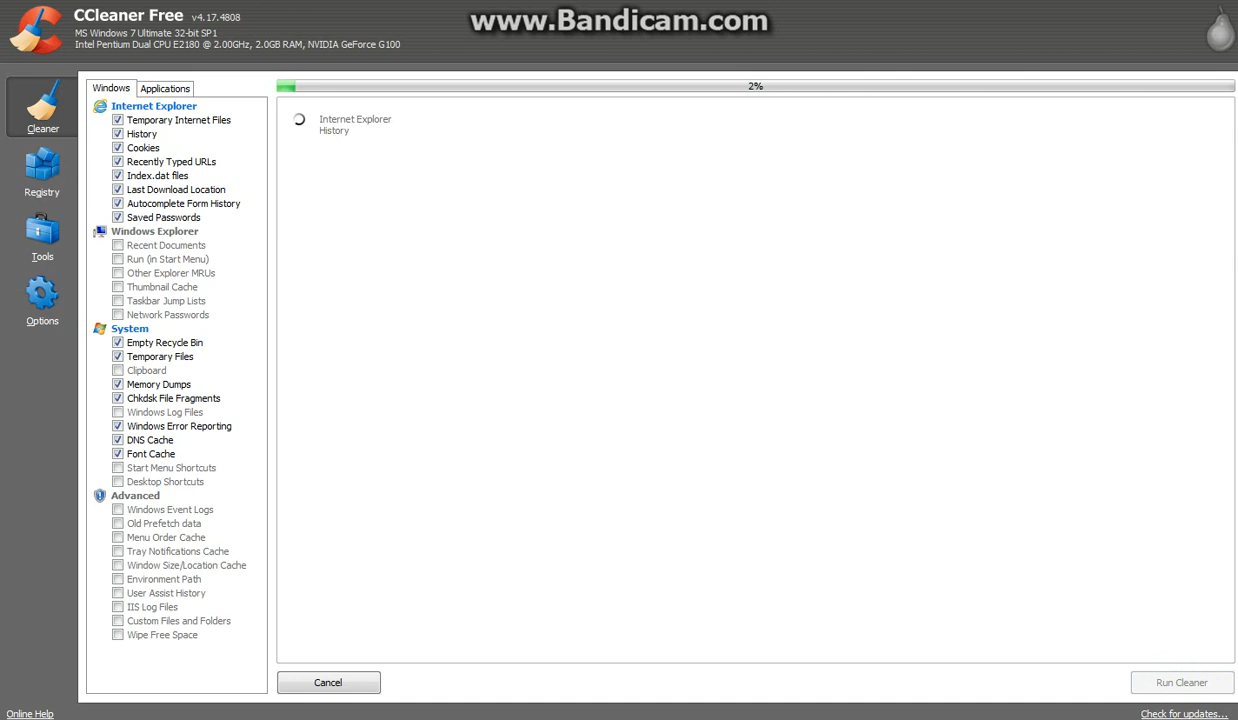 www.Bandicam.com
CCleaner Free v4.17.4808
MS Windows 7 Ultimate 32-bit SP1
Intel Pentium Dual CPU E2180 @ 2.00GHz, 2.0GB RAM, NVIDIA GeForce G100
Cleaner
Registry
Tools
Options
Windows
Applications
Internet Explorer
Temporary Internet Files
History
Cookies
Recently Typed URLs
Index.dat files
Last Download Location
Autocomplete Form History
Saved Passwords
Windows Explorer
Recent Documents
Run (in Start Menu)
Other Explorer MRUs
Thumbnail Cache
Taskbar Jump Lists
Network Passwords
System
Empty Recycle Bin
Temporary Files
Clipboard
Memory Dumps
Chkdsk File Fragments
Windows Log Files
Windows Error Reporting
DNS Cache
Font Cache
Start Menu Shortcuts
Desktop Shortcuts
Advanced
Windows Event Logs
Old Prefetch data
Menu Order Cache
Tray Notifications Cache
Window Size/Location Cache
Environment Path
User Assist History
IIS Log Files
Custom Files and Folders
Wipe Free Space
2%
Internet Explorer
History
Cancel
Run Cleaner
Online Help
Check for updates...